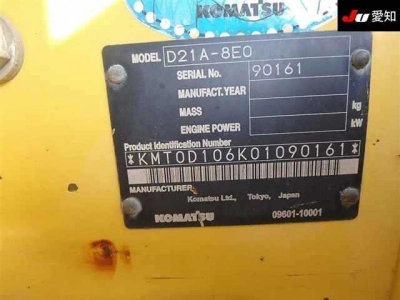 KOMATSU
JU 愛知
MODEL D21A-8E0
SERIAL No. 90161
MANUFACT.YEAR
MASS kg
ENGINE POWER kW
Product Identification Number
*KMT0D106K01090161*
MANUFACTURER
Komatsu Ltd., Tokyo, Japan
KOMATSU 09601-10001